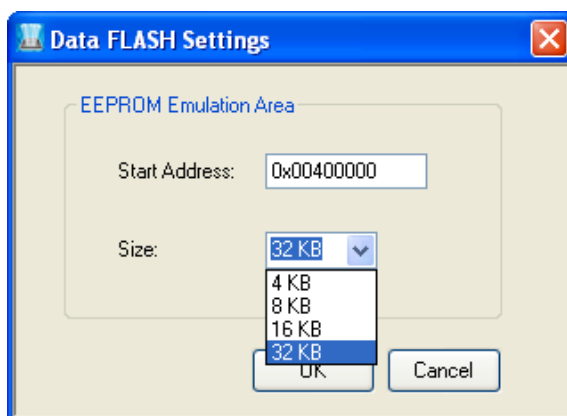 Data FLASH Settings
EEPROM Emulation Area
Start Address: 0x00400000
Size: 32 KB
4 KB
8 KB
16 KB
32 KB
OK Cancel